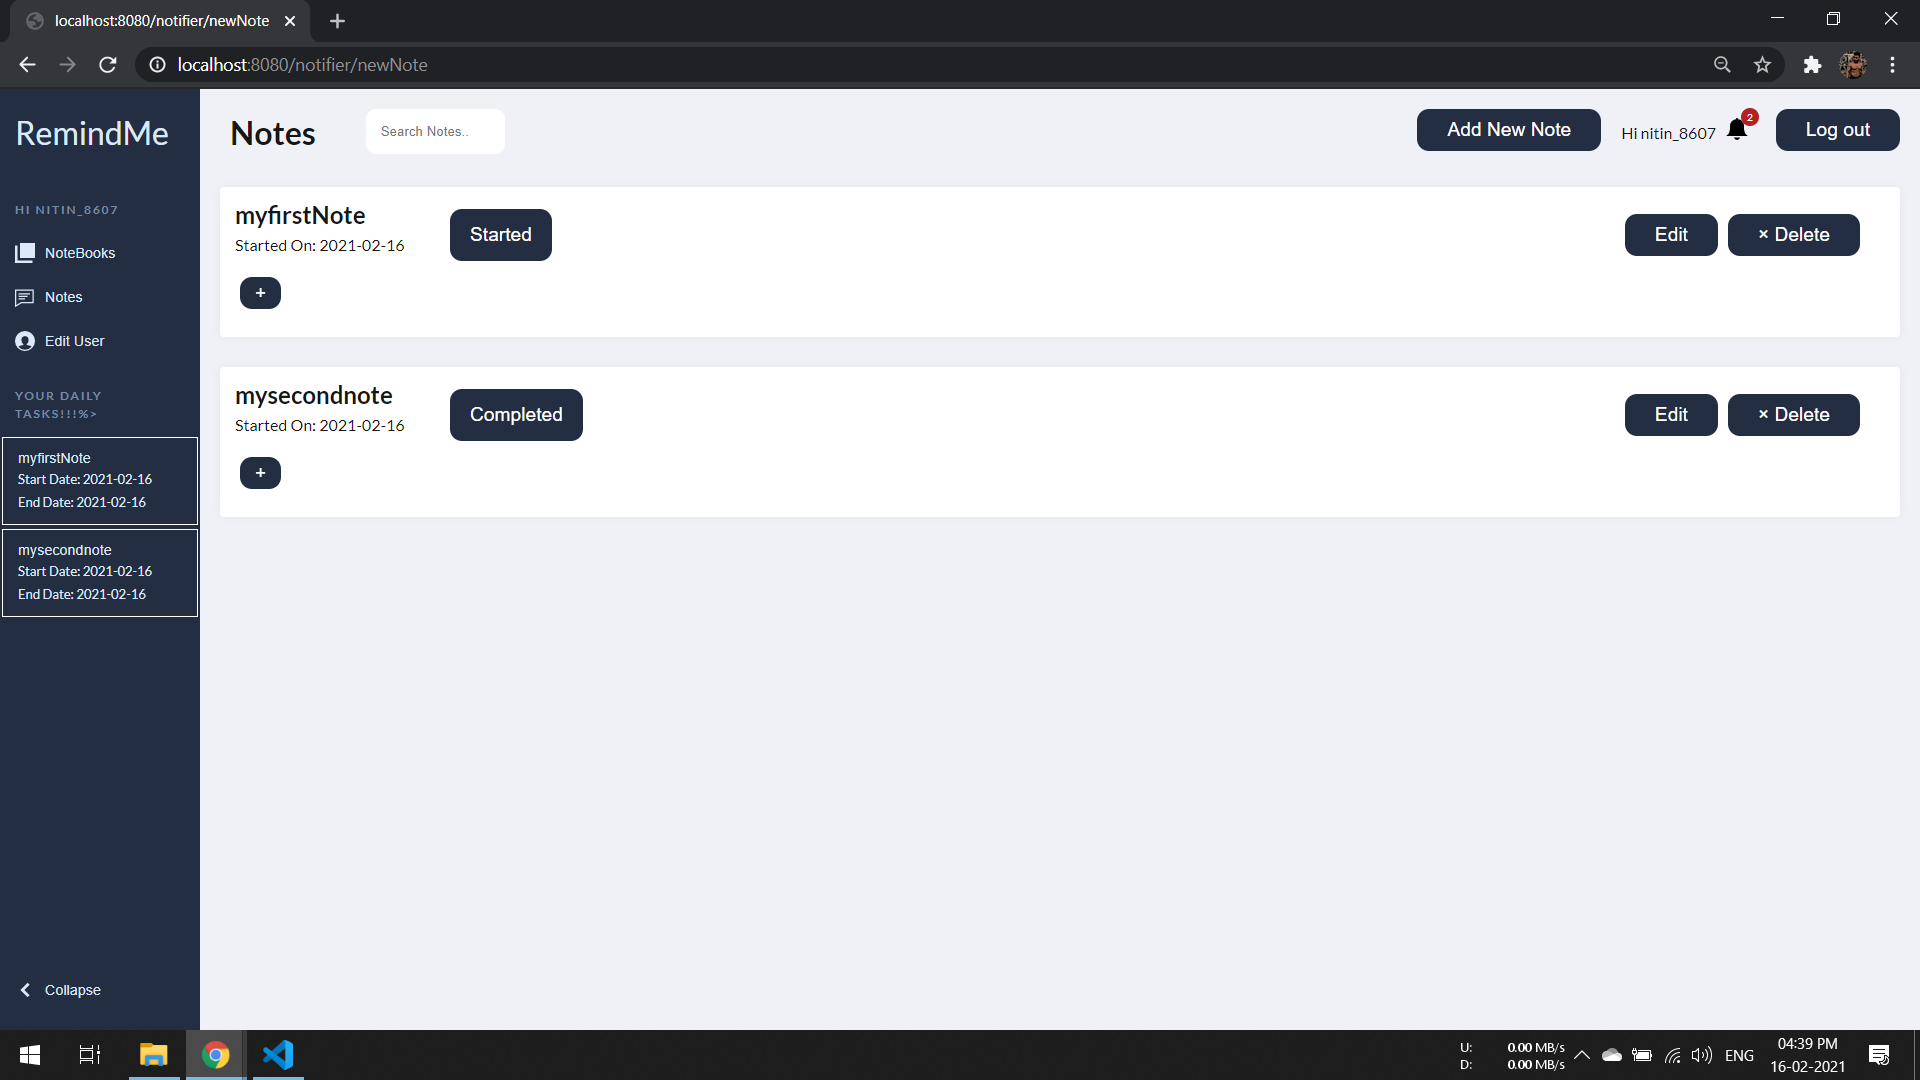 localhost:8080/notifier/newNote
localhost:8080/notifier/newNote
RemindMe
Notes
Search Notes..
Add New Note
Hi nitin_8607
2
Log out
HI NITIN_8607
NoteBooks
Notes
Edit User
YOUR DAILY
TASKS!!!%>
myfirstNote
Start Date: 2021-02-16
End Date: 2021-02-16
mysecondnote
Start Date: 2021-02-16
End Date: 2021-02-16
Collapse
myfirstNote
Started On: 2021-02-16
Started
Edit
× Delete
+
mysecondnote
Started On: 2021-02-16
Completed
Edit
× Delete
+
U: 0.00 MB/s
D: 0.00 MB/s
ENG
04:39 PM
16-02-2021